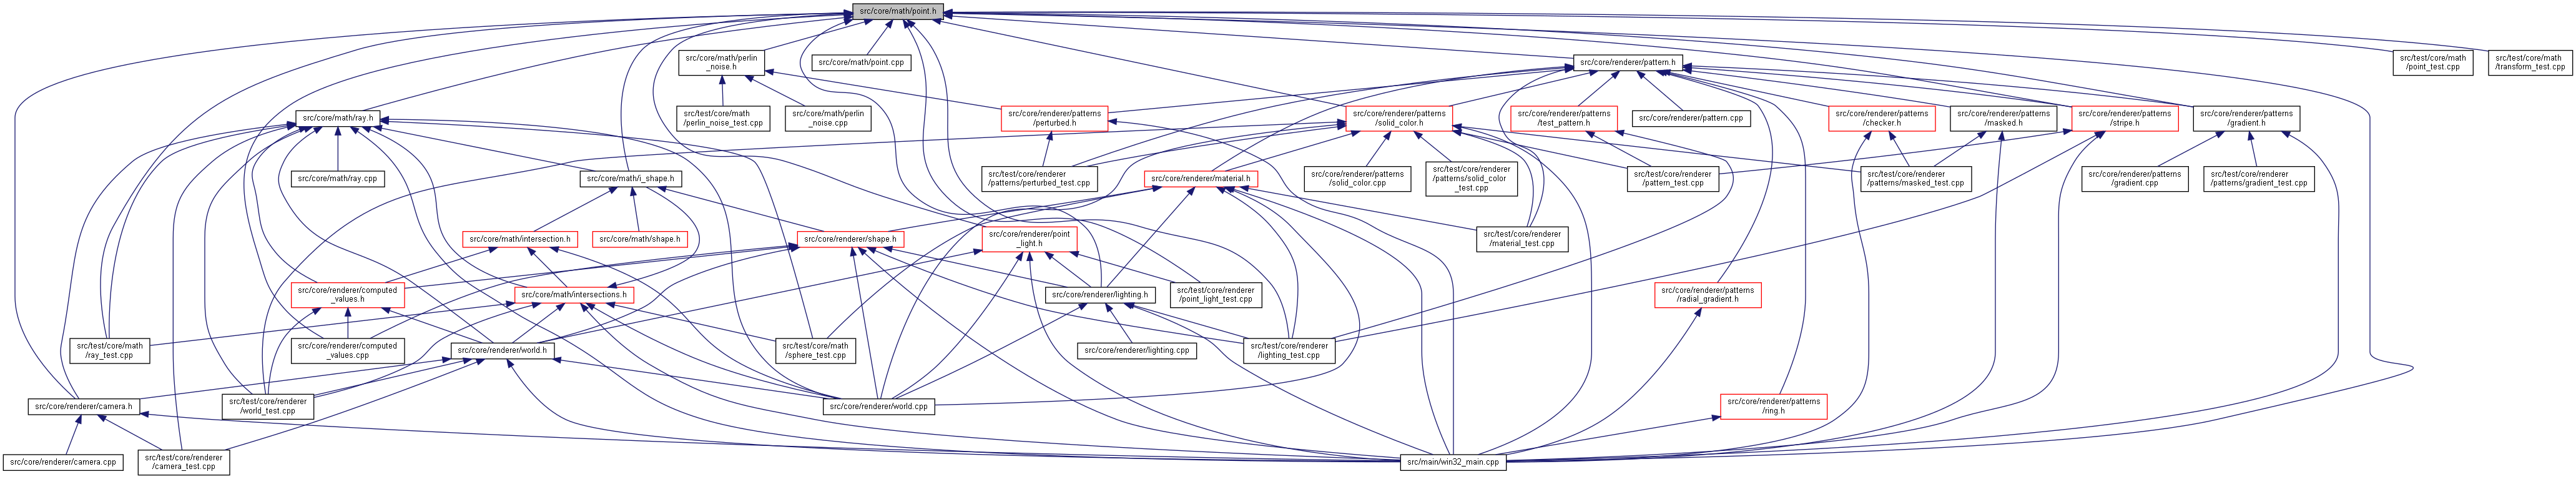 src/core/math/point.h
src/core/math/perlin
_noise.h
src/core/math/point.cpp
src/core/renderer/pattern.h
src/test/core/math
/point_test.cpp
src/test/core/math
/transform_test.cpp
src/core/math/ray.h
src/test/core/math
/perlin_noise_test.cpp
src/core/math/perlin
_noise.cpp
src/core/renderer/patterns
/perturbed.h
src/core/renderer/patterns
/solid_color.h
src/core/renderer/patterns
/test_pattern.h
src/core/renderer/pattern.cpp
src/core/renderer/patterns
/checker.h
src/core/renderer/patterns
/masked.h
src/core/renderer/patterns
/stripe.h
src/core/renderer/patterns
/gradient.h
src/core/math/ray.cpp
src/core/math/i_shape.h
src/test/core/renderer
/patterns/perturbed_test.cpp
src/core/renderer/material.h
src/core/renderer/patterns
/solid_color.cpp
src/test/core/renderer
/patterns/solid_color
_test.cpp
src/test/core/renderer
/pattern_test.cpp
src/test/core/renderer
/patterns/masked_test.cpp
src/core/renderer/patterns
/gradient.cpp
src/test/core/renderer
/patterns/gradient_test.cpp
src/core/math/intersection.h
src/core/math/shape.h
src/core/renderer/shape.h
src/core/renderer/point
_light.h
src/test/core/renderer
/material_test.cpp
src/core/renderer/computed
_values.h
src/core/math/intersections.h
src/core/renderer/lighting.h
src/test/core/renderer
/point_light_test.cpp
src/core/renderer/patterns
/radial_gradient.h
src/test/core/math
/ray_test.cpp
src/core/renderer/computed
_values.cpp
src/core/renderer/world.h
src/test/core/math
/sphere_test.cpp
src/core/renderer/lighting.cpp
src/test/core/renderer
/lighting_test.cpp
src/core/renderer/camera.h
src/test/core/renderer
/world_test.cpp
src/core/renderer/world.cpp
src/core/renderer/patterns
/ring.h
src/core/renderer/camera.cpp
src/test/core/renderer
/camera_test.cpp
src/main/win32_main.cpp